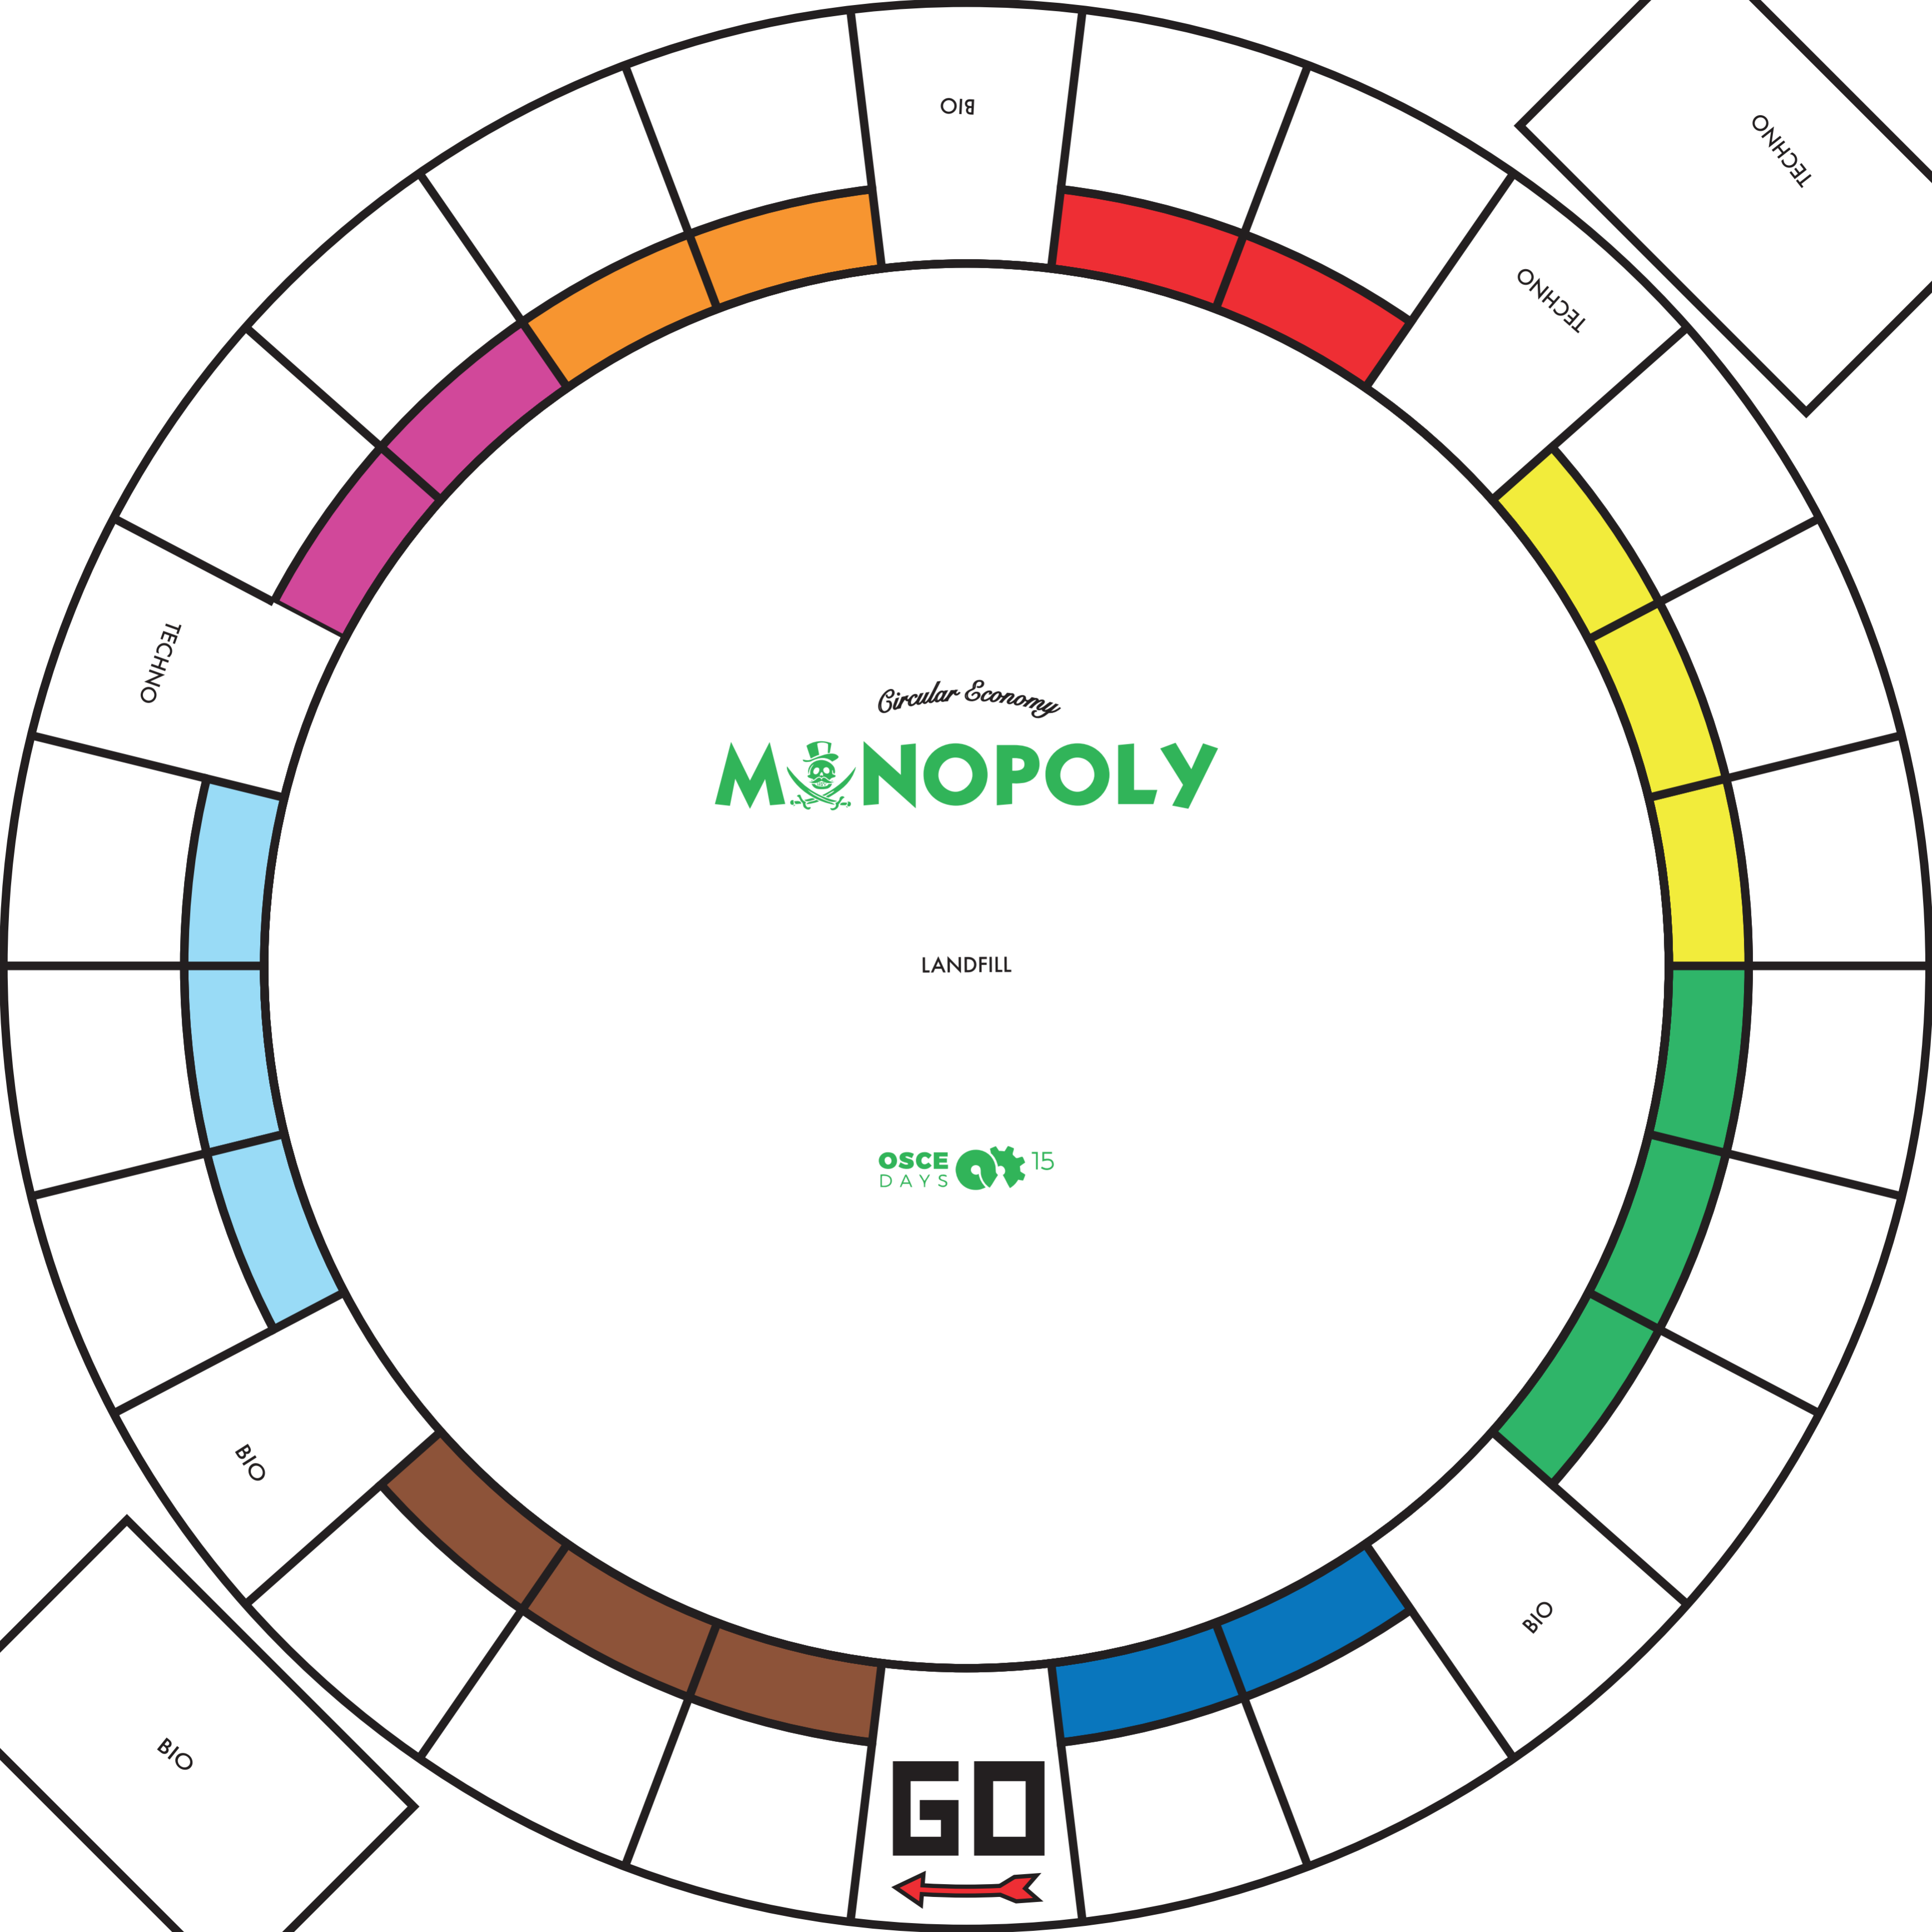 BIO
TECHNO
TECHNO
TECHNO
Circular Economy
MONOPOLY
LANDFILL
OSCE
DAYS
15
BIO
BIO
BIO
GO